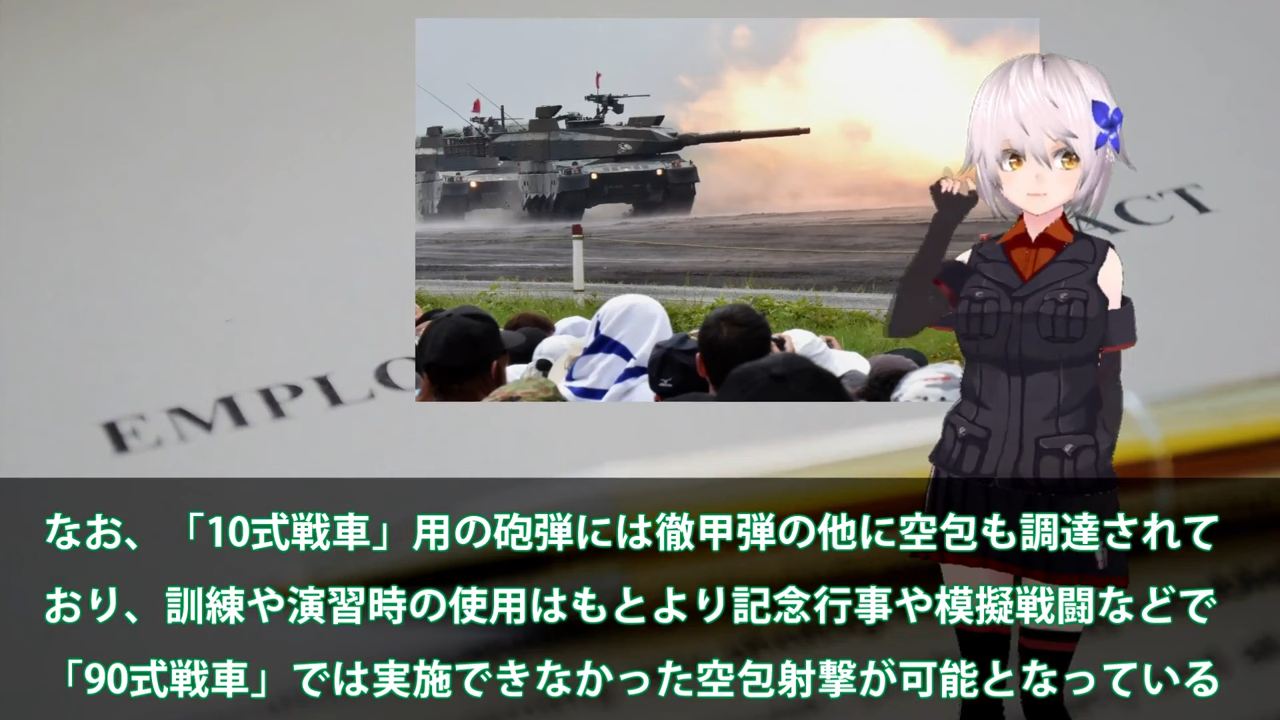 EMPLO
ACT
なお、「10式戦車」用の砲弾には徹甲弾の他に空包も調達されて
おり、訓練や演習時の使用はもとより記念行事や模擬戦闘などで
「90式戦車」では実施できなかった空包射撃が可能となっている